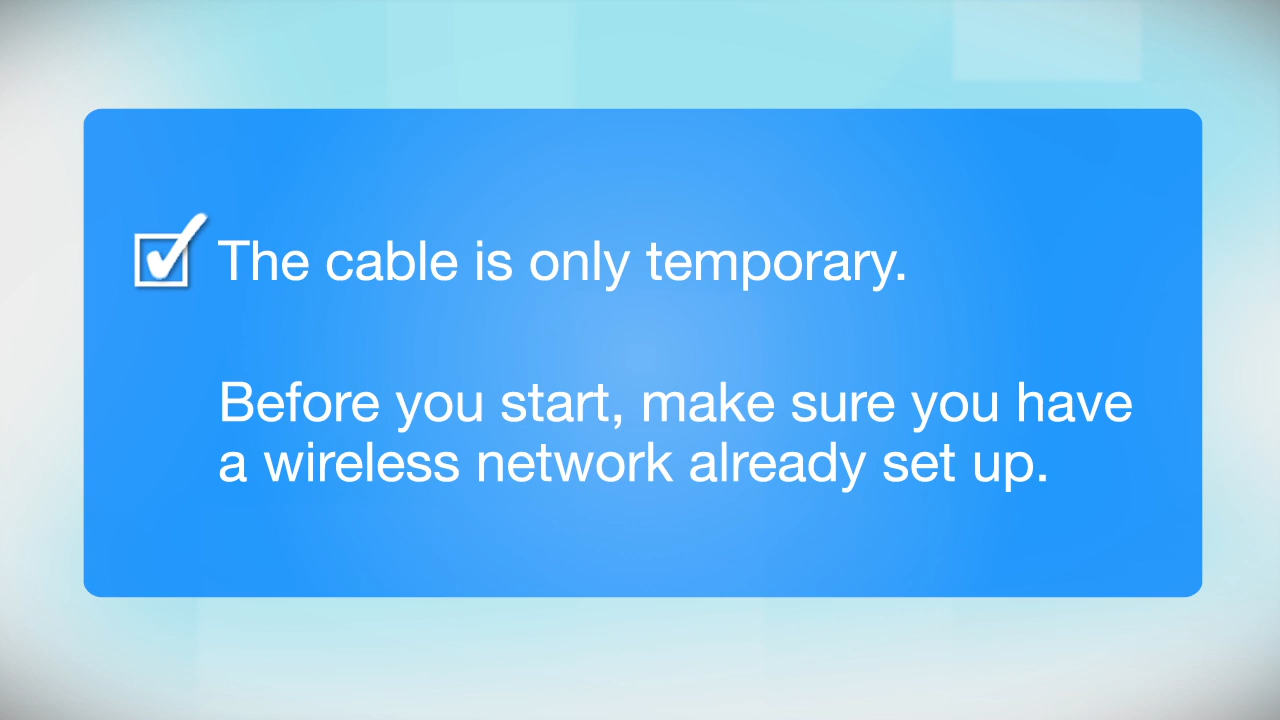 The cable is only temporary.
Before you start, make sure you have
a wireless network already set up.